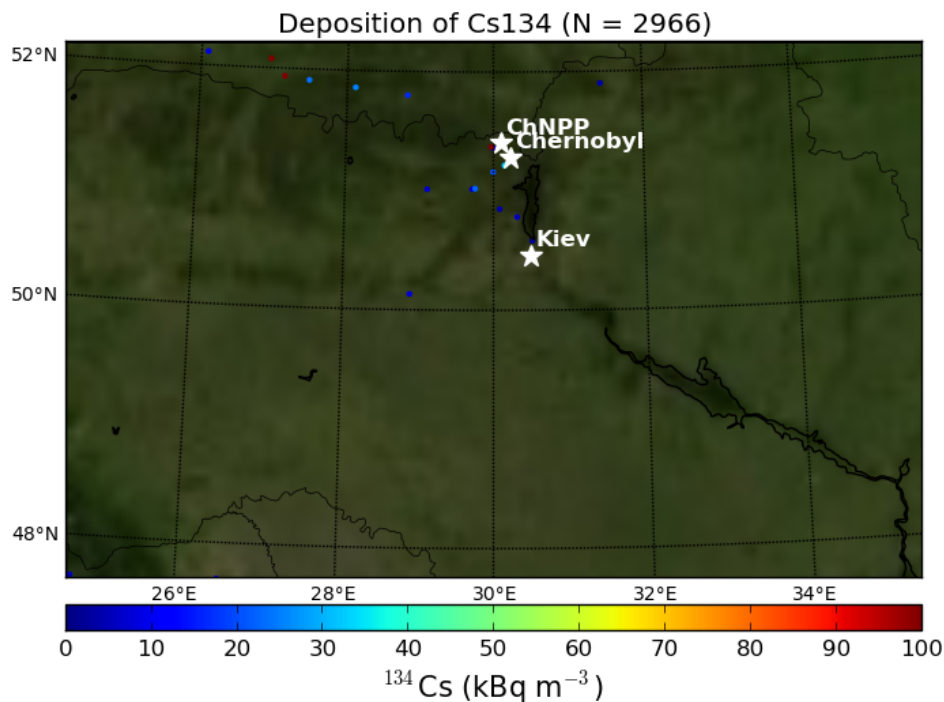 Deposition of Cs134 (N = 2966)
52°N
ChNPP
Chernobyl
Kiev
50°N
48°N
26°E 28°E 30°E 32°E 34°E
0 10 20 30 40 50 60 70 80 90 100
¹³⁴Cs (kBq m⁻³)